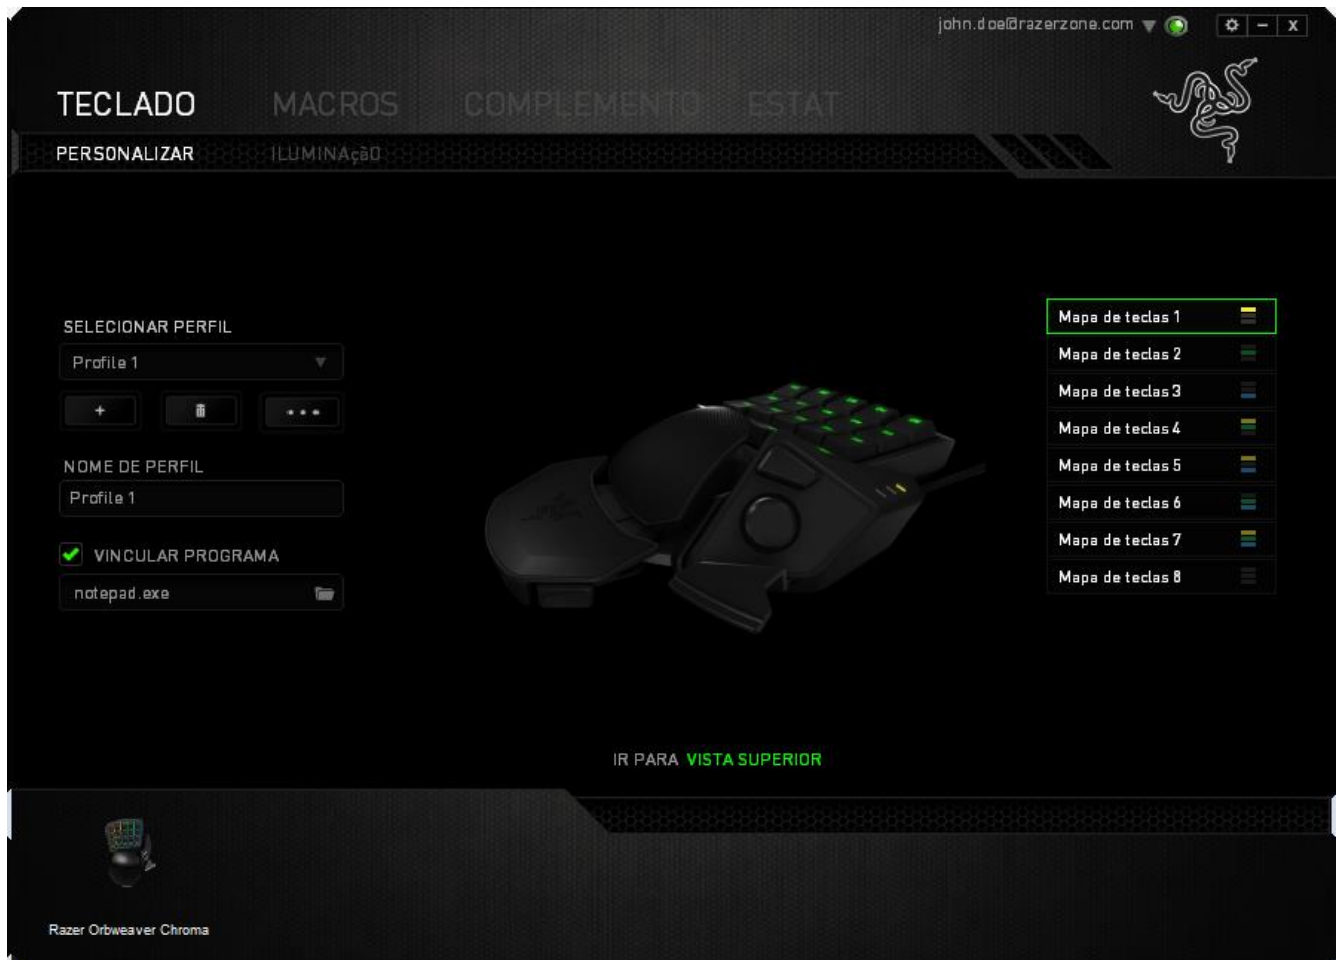 john.doe@razerzone.com
TECLADO MACROS COMPLEMENTO ESTAT
PERSONALIZAR ILUMINAção
SELECIONAR PERFIL
Profile 1
NOME DE PERFIL
Profile 1
VINCULAR PROGRAMA
notepad.exe
Mapa de teclas 1
Mapa de teclas 2
Mapa de teclas 3
Mapa de teclas 4
Mapa de teclas 5
Mapa de teclas 6
Mapa de teclas 7
Mapa de teclas 8
IR PARA VISTA SUPERIOR
Razer Orbweaver Chroma